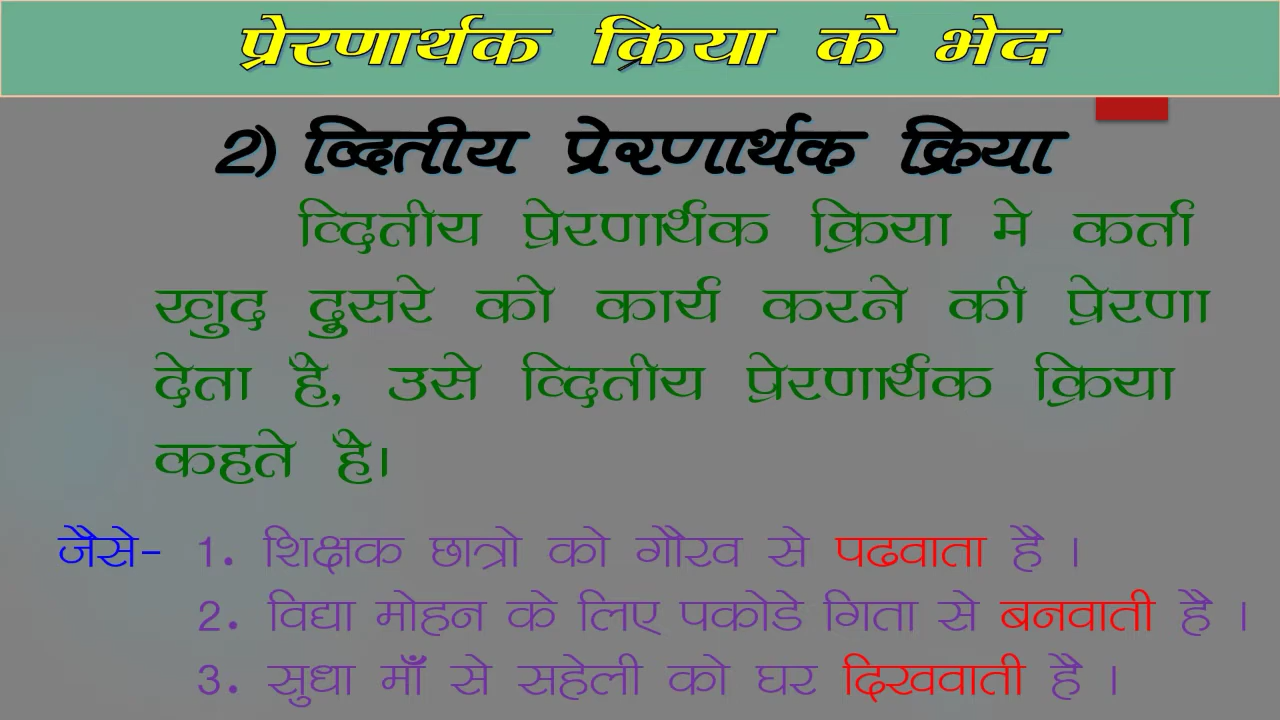 प्रेरणार्थक क्रिया के भेद
2) व्दितीय प्रेरणार्थक क्रिया
व्दितीय प्रेरणार्थक क्रिया मे कर्ता
खुद दुसरे को कार्य करने की प्रेरणा
देता है, उसे व्दितीय प्रेरणार्थक क्रिया
कहते है।
जैसे- 1. शिक्षक छात्रो को गौरव से पढवाता है ।
2. विद्या मोहन के लिए पकोडे गिता से बनवाती है ।
3. सुधा माँ से सहेली को घर दिखवाती है ।